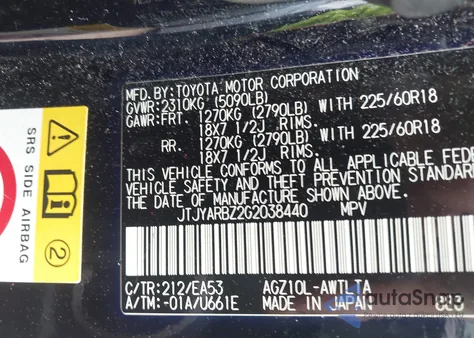 MFD.BY:TOYOTA MOTOR CORPORATION
GVWR:2310KG (5090LB)
GAWR:FRT. 1270KG (2790LB) WITH 225/60R18
18X7 1/2J RIMS.
RR. 1270KG (2790LB) WITH 225/60R18
18X7 1/2J RIMS.
THIS VEHICLE CONFORMS TO ALL APPLICABLE FEDE
VEHICLE SAFETY AND THEFT PREVENTION STANDARD
THE DATE OF MANUFACTURE SHOWN ABOVE.
JTJYARBZ2G2038440 MPV
C/TR:212/EA53 AGZ10L-AWTLTA
A/TM:-01A/U661E MADE IN JAPAN
SRS SIDE AIRBAG
2
autaSnap